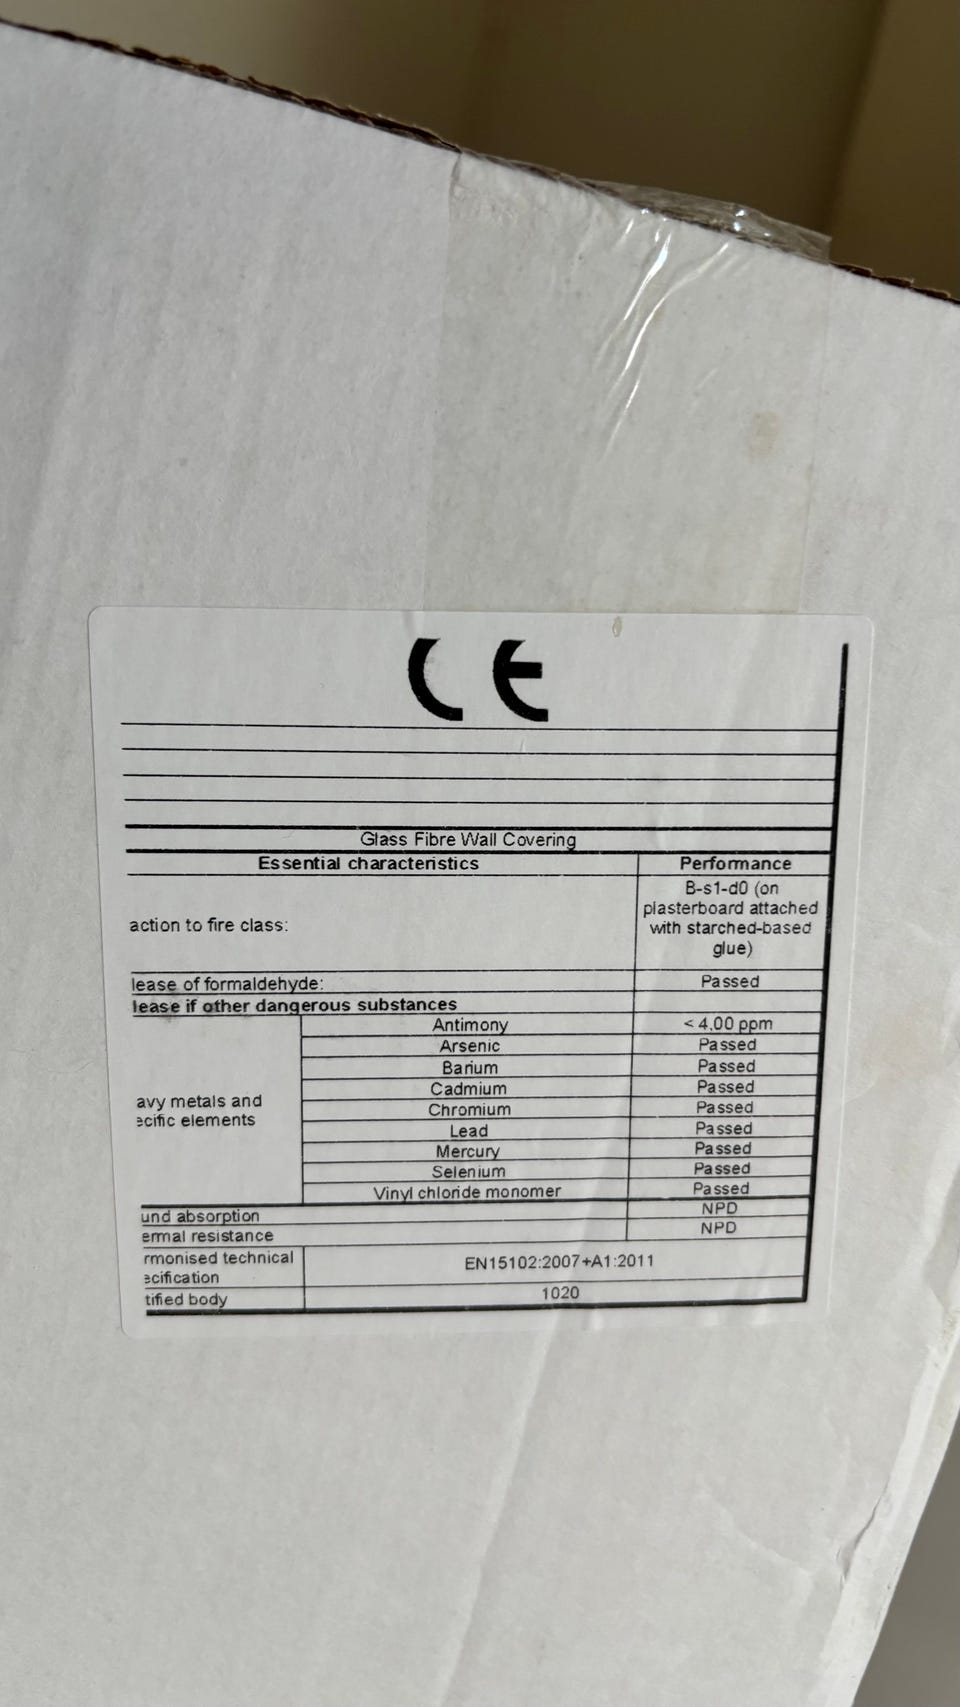 CE
Glass Fibre Wall Covering
Essential characteristics Performance
action to fire class: B-s1-d0 (on
plasterboard attached
with starched-based
glue)
lease of formaldehyde: Passed
lease if other dangerous substances
avy metals and
ecific elements
Antimony < 4,00 ppm
Arsenic Passed
Barium Passed
Cadmium Passed
Chromium Passed
Lead Passed
Mercury Passed
Selenium Passed
Vinyl chloride monomer Passed
und absorption NPD
ermal resistance NPD
rmonised technical
ecification
EN15102:2007+A1:2011
tified body 1020